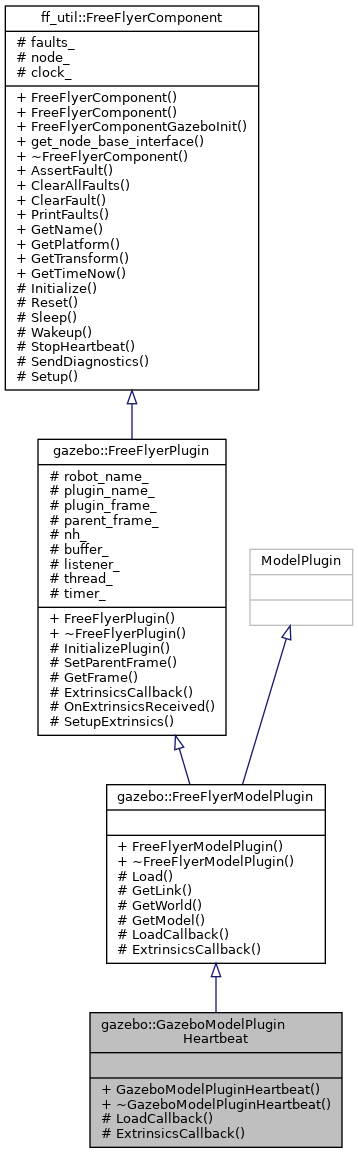 ff_util::FreeFlyerComponent
# faults_
# node_
# clock_
+ FreeFlyerComponent()
+ FreeFlyerComponent()
+ FreeFlyerComponentGazeboInit()
+ get_node_base_interface()
+ ~FreeFlyerComponent()
+ AssertFault()
+ ClearAllFaults()
+ ClearFault()
+ PrintFaults()
+ GetName()
+ GetPlatform()
+ GetTransform()
+ GetTimeNow()
# Initialize()
# Reset()
# Sleep()
# Wakeup()
# StopHeartbeat()
# SendDiagnostics()
# Setup()
gazebo::FreeFlyerPlugin
# robot_name_
# plugin_name_
# plugin_frame_
# parent_frame_
# nh_
# buffer_
# listener_
# thread_
# timer_
+ FreeFlyerPlugin()
+ ~FreeFlyerPlugin()
# InitializePlugin()
# SetParentFrame()
# GetFrame()
# ExtrinsicsCallback()
# OnExtrinsicsReceived()
# SetupExtrinsics()
ModelPlugin
gazebo::FreeFlyerModelPlugin
+ FreeFlyerModelPlugin()
+ ~FreeFlyerModelPlugin()
# Load()
# GetLink()
# GetWorld()
# GetModel()
# LoadCallback()
# ExtrinsicsCallback()
gazebo::GazeboModelPlugin
Heartbeat
+ GazeboModelPluginHeartbeat()
+ ~GazeboModelPluginHeartbeat()
# LoadCallback()
# ExtrinsicsCallback()